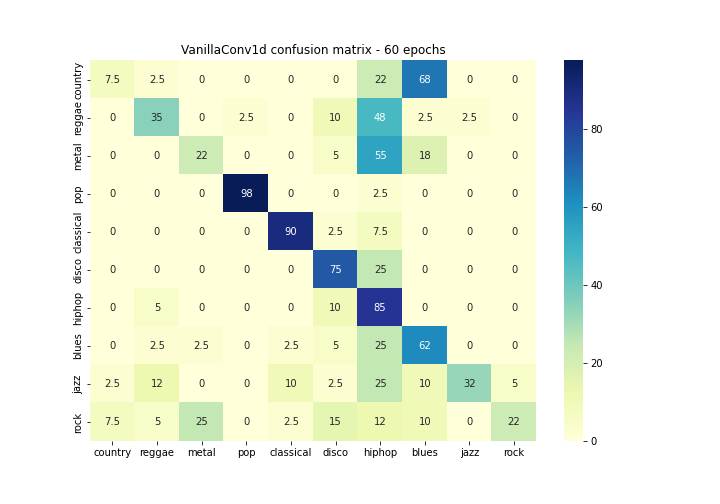 VanillaConv1d confusion matrix - 60 epochs
country 7.5 2.5 0 0 0 0 22 68 0 0
reggae 0 35 0 2.5 0 10 48 2.5 2.5 0
metal 0 0 22 0 0 5 55 18 0 0
pop 0 0 0 98 0 0 2.5 0 0 0
classical 0 0 0 0 90 2.5 7.5 0 0 0
disco 0 0 0 0 0 75 25 0 0 0
hiphop 0 5 0 0 0 10 85 0 0 0
blues 0 2.5 2.5 0 2.5 5 25 62 0 0
jazz 2.5 12 0 0 10 2.5 25 10 32 5
rock 7.5 5 25 0 2.5 15 12 10 0 22
country reggae metal pop classical disco hiphop blues jazz rock
80
60
40
20
0